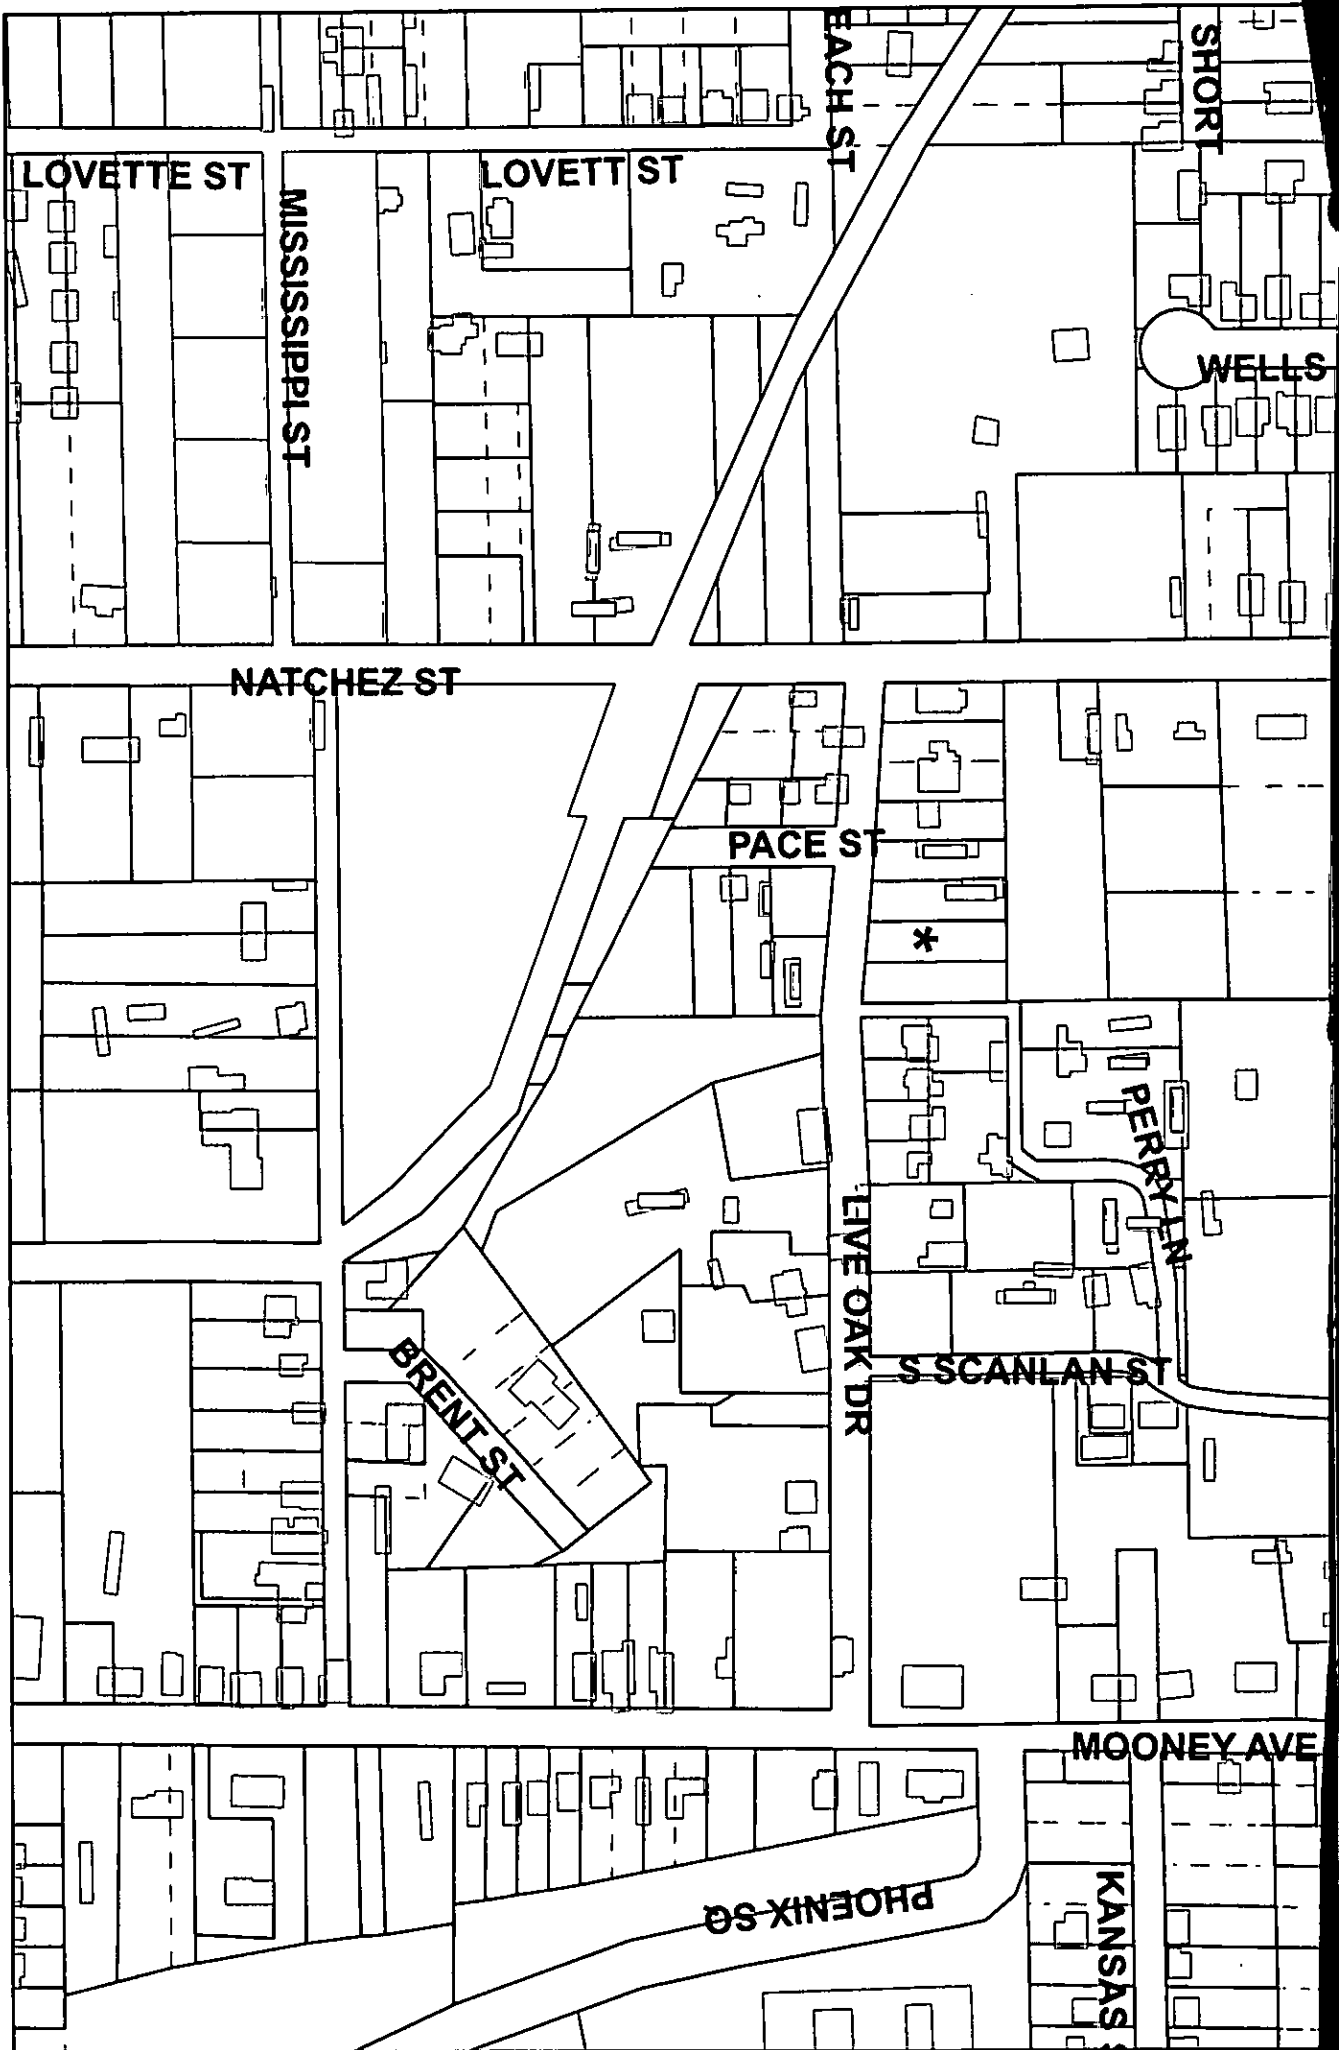 EACH ST
SHORT
LOVETTE ST
LOVETT ST
MISSISSIPPI ST
WELLS
NATCHEZ ST
PACE ST
*
PERRY LN
LIVE OAK DR
BRENT ST
S SCANLAN ST
MOONEY AVE
PHOENIX SQ
KANSAS